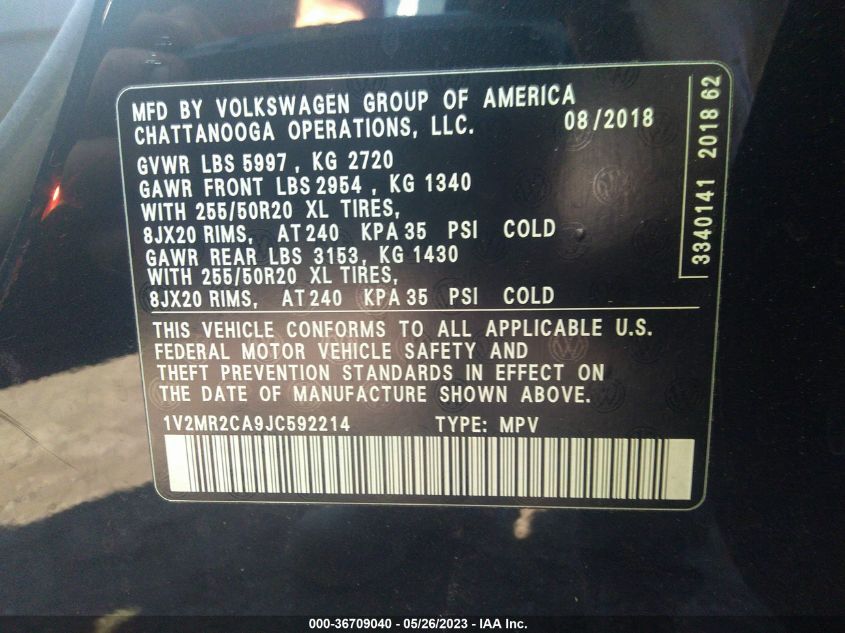 MFD BY VOLKSWAGEN GROUP OF AMERICA
CHATTANOOGA OPERATIONS, LLC. 08/2018
GVWR LBS 5997 , KG 2720
GAWR FRONT LBS 2954 , KG 1340
WITH 255/50R20 XL TIRES,
8JX20 RIMS, AT 240 KPA 35 PSI COLD
GAWR REAR LBS 3153, KG 1430
WITH 255/50R20 XL TIRES,
8JX20 RIMS, AT 240 KPA 35 PSI COLD
THIS VEHICLE CONFORMS TO ALL APPLICABLE U.S.
FEDERAL MOTOR VEHICLE SAFETY AND
THEFT PREVENTION STANDARDS IN EFFECT ON
THE DATE OF MANUFACTURE SHOWN ABOVE.
1V2MR2CA9JC592214 TYPE: MPV
3340141 2018 62
000-36709040 - 05/26/2023 - IAA Inc.